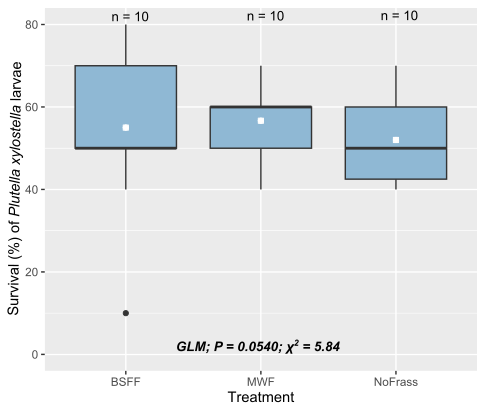 n = 10 n = 10 n = 10
80
60
40
20
0
Survival (%) of Plutella xylostella larvae
GLM; P = 0.0540; χ² = 5.84
BSFF MWF NoFrass
Treatment